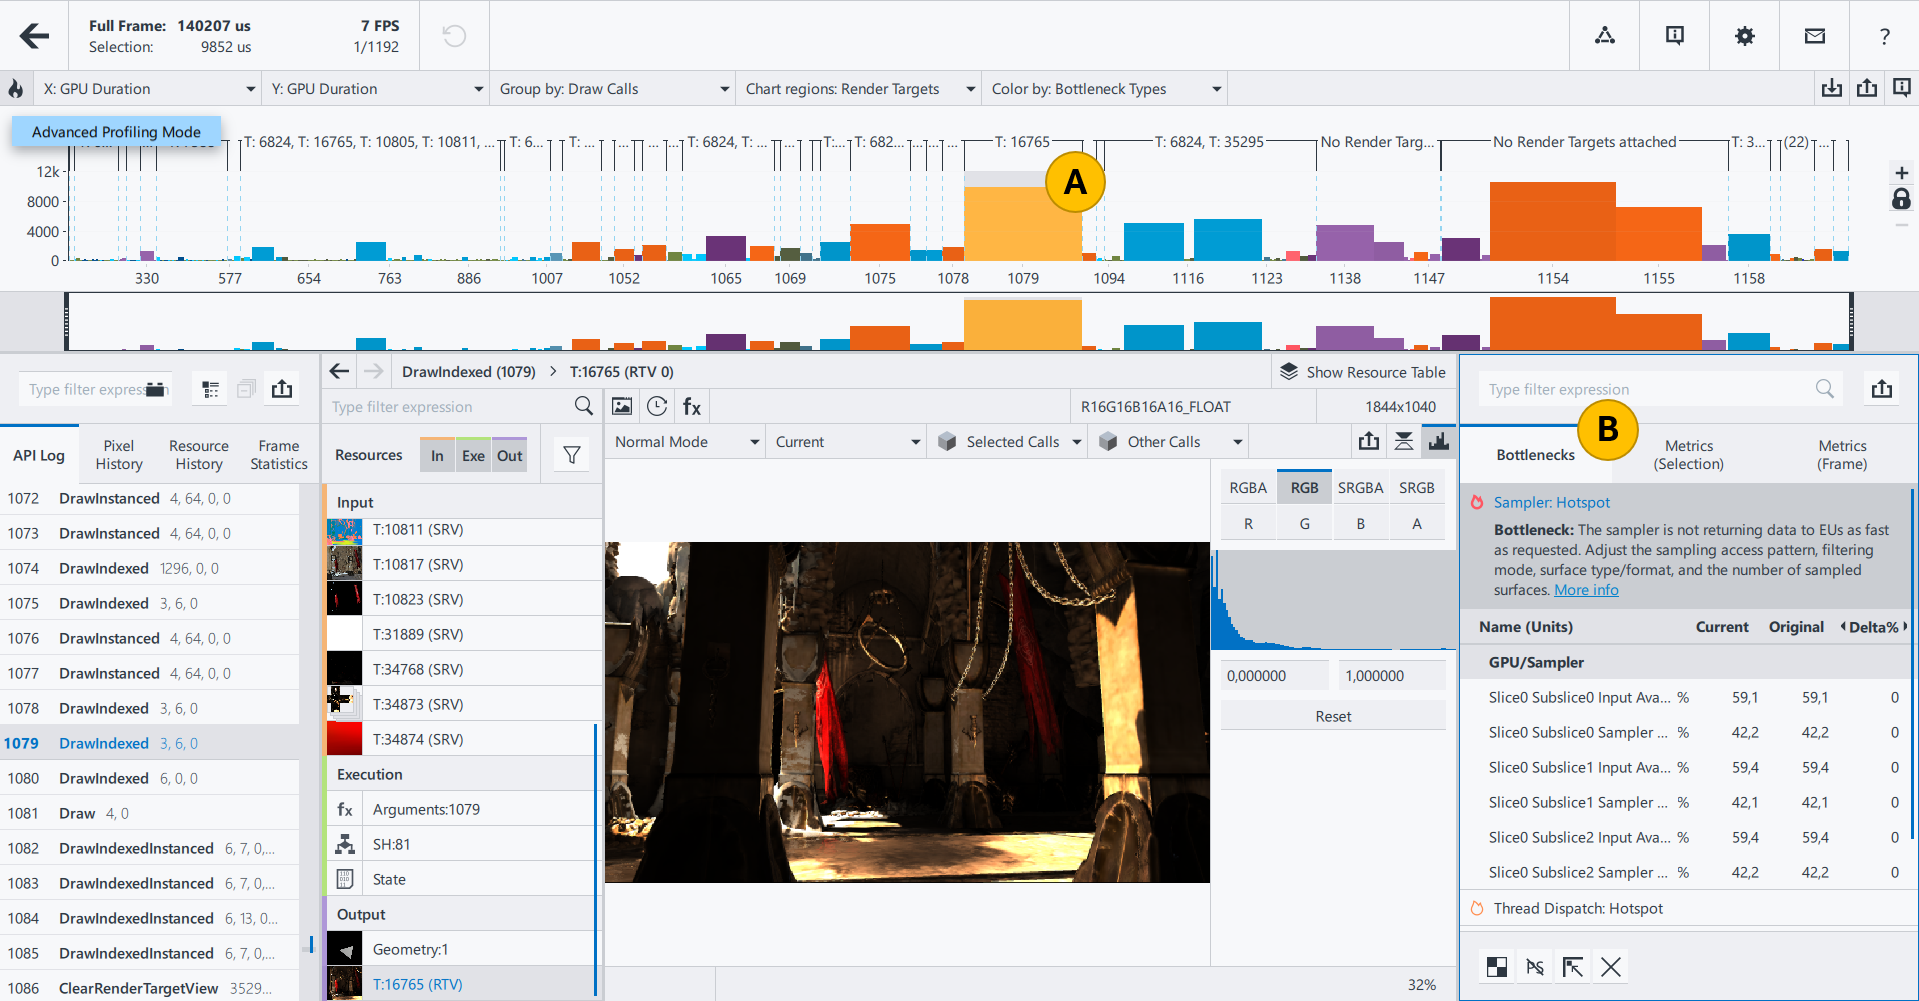 Full Frame: 140207 us 7 FPS
Selection: 9852 us 1/1192
?
X: GPU Duration
Y: GPU Duration
Group by: Draw Calls
Chart regions: Render Targets
Color by: Bottleneck Types
Advanced Profiling Mode
T: 6824, T: 16765, T: 10805, T: 10811, ... T: 6... T: ... ... ... ... T: 6824, T: ... ... ... T:... T: 682... ... ... ... T: 16765 ... T: 6824, T: 35295 No Render Targ... No Render Targets attached T: 3... (22) ...
A
12k
8000
4000
0
330 577 654 763 886 1007 1052 1065 1069 1075 1078 1079 1094 1116 1123 1138 1147 1154 1155 1158
Type filter expression
API Log
Pixel History
Resource History
Frame Statistics
1072 DrawInstanced 4, 64, 0, 0
1073 DrawInstanced 4, 64, 0, 0
1074 DrawIndexed 1296, 0, 0
1075 DrawIndexed 3, 6, 0
1076 DrawInstanced 4, 64, 0, 0
1077 DrawInstanced 4, 64, 0, 0
1078 DrawIndexed 3, 6, 0
1079 DrawIndexed 3, 6, 0
1080 DrawIndexed 6, 0, 0
1081 Draw 4, 0
1082 DrawIndexedInstanced 6, 7, 0,...
1083 DrawIndexedInstanced 6, 7, 0,...
1084 DrawIndexedInstanced 6, 13, 0...
1085 DrawIndexedInstanced 6, 7, 0,...
1086 ClearRenderTargetView 3529...
DrawIndexed (1079) > T:16765 (RTV 0)
Show Resource Table
Type filter expression
fx
R16G16B16A16_FLOAT
1844x1040
Resources
In Exe Out
Normal Mode
Current
Selected Calls
Other Calls
Input
T:10811 (SRV)
T:10817 (SRV)
T:10823 (SRV)
T:31889 (SRV)
T:34768 (SRV)
T:34873 (SRV)
T:34874 (SRV)
Execution
fx Arguments:1079
SH:81
State
Output
Geometry:1
T:16765 (RTV)
RGBA RGB SRGBA SRGB
R G B A
0,000000 1,000000
Reset
32%
Type filter expression
B
Bottlenecks
Metrics (Selection)
Metrics (Frame)
Sampler: Hotspot
Bottleneck: The sampler is not returning data to EUs as fast
as requested. Adjust the sampling access pattern, filtering
mode, surface type/format, and the number of sampled
surfaces. More info
Name (Units) Current Original Delta%
GPU/Sampler
Slice0 Subslice0 Input Ava... % 59,1 59,1 0
Slice0 Subslice0 Sampler ... % 42,2 42,2 0
Slice0 Subslice1 Input Ava... % 59,4 59,4 0
Slice0 Subslice1 Sampler ... % 42,1 42,1 0
Slice0 Subslice2 Input Ava... % 59,4 59,4 0
Slice0 Subslice2 Sampler ... % 42,2 42,2 0
Thread Dispatch: Hotspot
PS